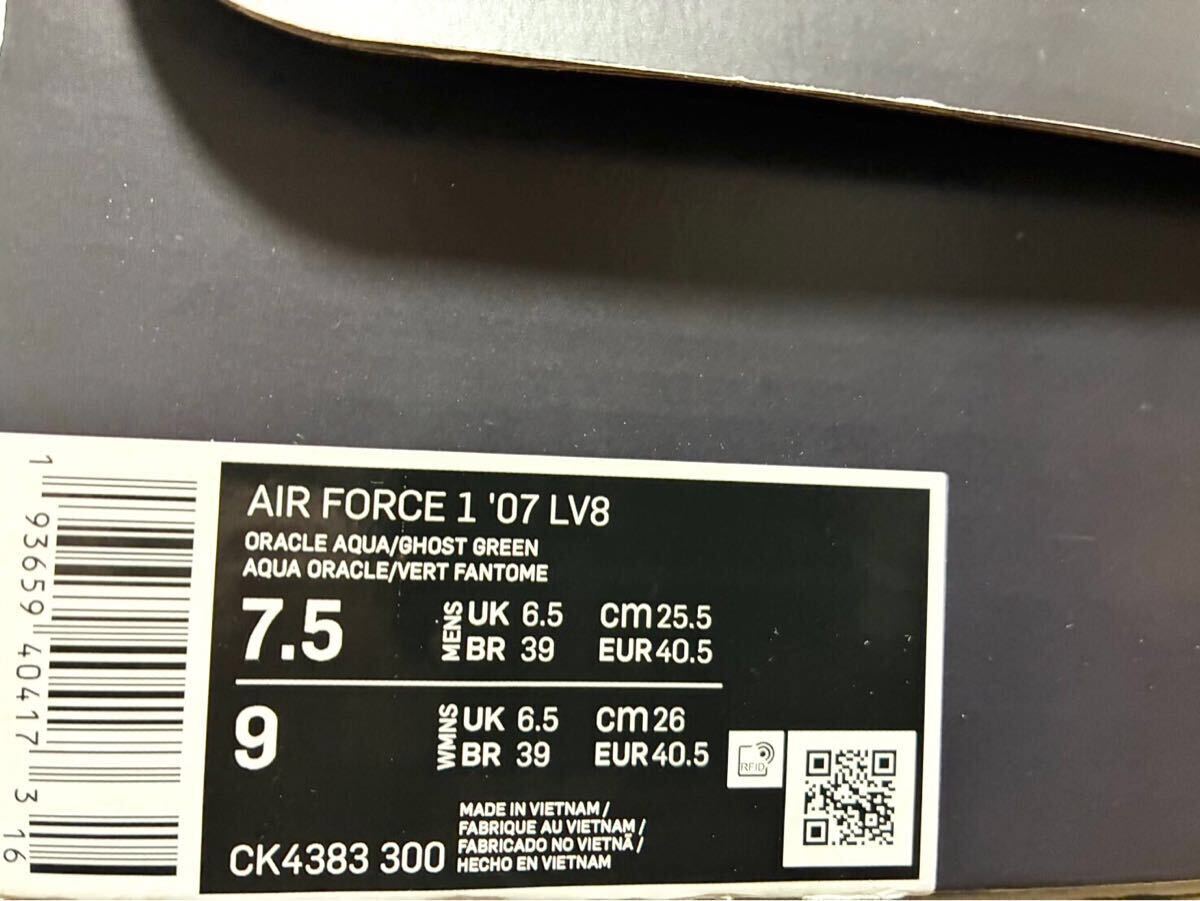 AIR FORCE 1 '07 LV8
ORACLE AQUA/GHOST GREEN
AQUA ORACLE/VERT FANTOME
7.5 MENS UK 6.5 cm 25.5
BR 39 EUR 40.5
9 WMNS UK 6.5 cm 26
BR 39 EUR 40.5
RFID
MADE IN VIETNAM /
FABRIQUE AU VIETNAM /
FABRICADO NO VIETNÃ /
HECHO EN VIETNAM
CK4383 300
1 93659 40417 3 16